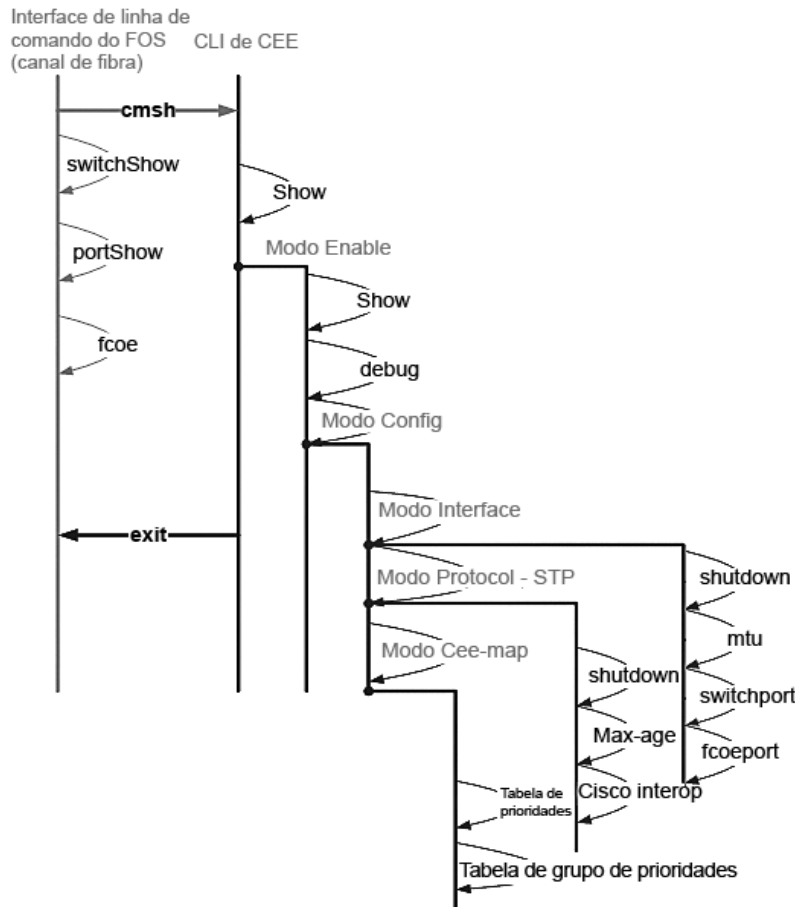 Interface de linha de
comando do FOS
(canal de fibra)
CLI de CEE
cmsh
switchShow
Show
portShow
Modo Enable
Show
fcoe
debug
Modo Config
Modo Interface
exit
Modo Protocol - STP
shutdown
mtu
Modo Cee-map
shutdown
switchport
Max-age
fcoeport
Tabela de
prioridades
Cisco interop
Tabela de grupo de prioridades